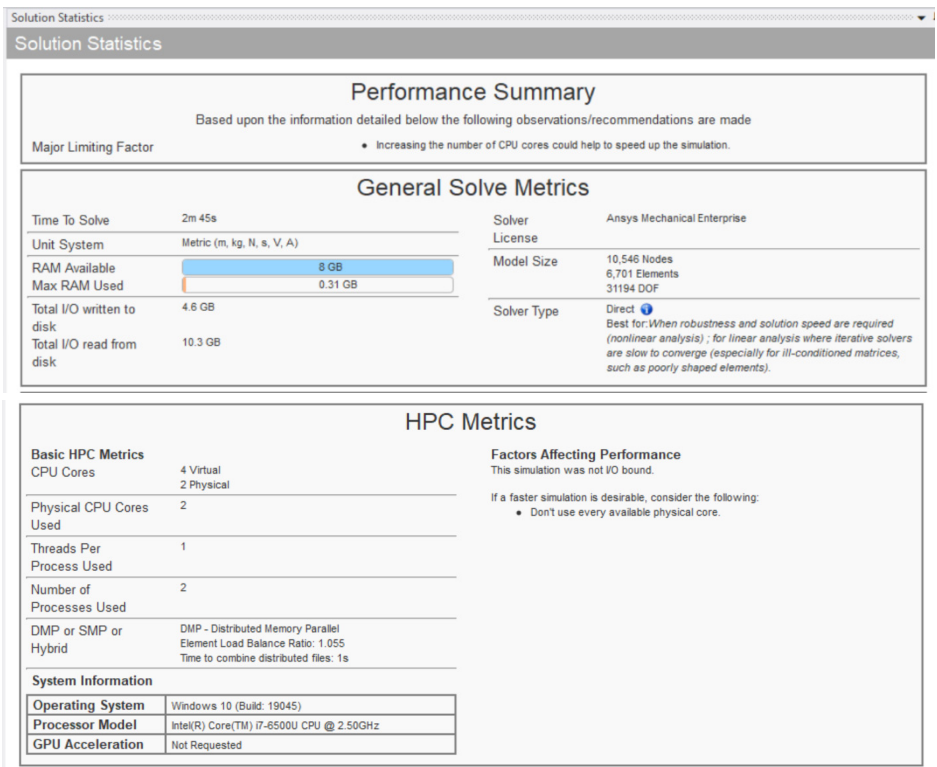 Solution Statistics
Solution Statistics
Performance Summary
Based upon the information detailed below the following observations/recommendations are made
Major Limiting Factor
• Increasing the number of CPU cores could help to speed up the simulation.
General Solve Metrics
Time To Solve
2m 45s
Unit System
Metric (m, kg, N, s, V, A)
RAM Available
8 GB
Max RAM Used
0.31 GB
Total I/O written to
disk
4.6 GB
Total I/O read from
disk
10.3 GB
Solver
License
Ansys Mechanical Enterprise
Model Size
10,546 Nodes
6,701 Elements
31194 DOF
Solver Type
Direct
Best for:When robustness and solution speed are required
(nonlinear analysis) ; for linear analysis where iterative solvers
are slow to converge (especially for ill-conditioned matrices,
such as poorly shaped elements).
HPC Metrics
Basic HPC Metrics
CPU Cores
4 Virtual
2 Physical
Physical CPU Cores
Used
2
Threads Per
Process Used
1
Number of
Processes Used
2
DMP or SMP or
Hybrid
DMP - Distributed Memory Parallel
Element Load Balance Ratio: 1.055
Time to combine distributed files: 1s
System Information
Operating System
Windows 10 (Build: 19045)
Processor Model
Intel(R) Core(TM) i7-6500U CPU @ 2.50GHz
GPU Acceleration
Not Requested
Factors Affecting Performance
This simulation was not I/O bound.
If a faster simulation is desirable, consider the following:
• Don't use every available physical core.